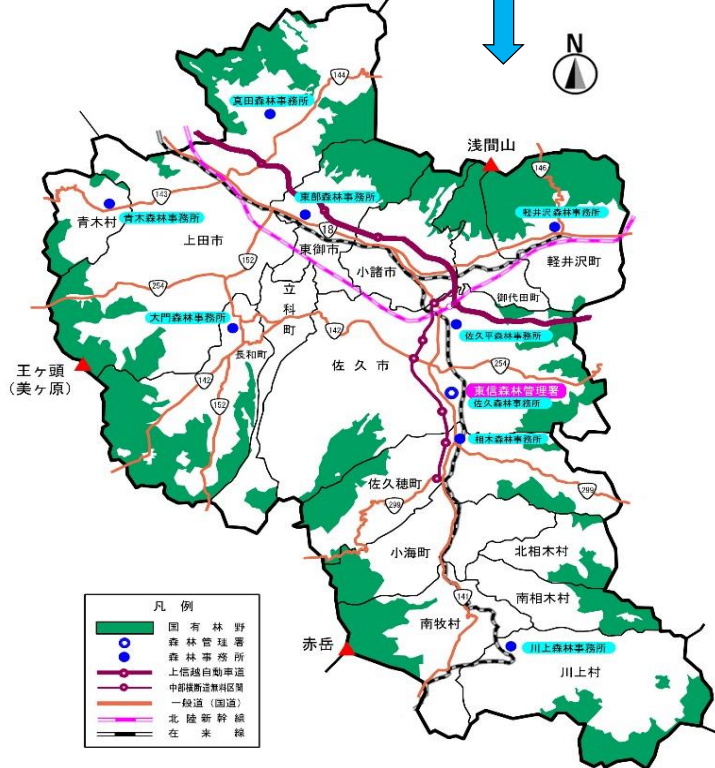 N
144
真田森林事務所
浅間山
146
143
青木村
青木森林事務所
東部森林事務所
軽井沢森林事務所
上田市
18
東御市
小諸市
軽井沢町
152
254
立科町
御代田町
大門森林事務所
142
佐久平森林事務所
長和町
佐久市
254
王ヶ頭
(美ヶ原)
142
152
東信森林管理署
佐久森林事務所
相木森林事務所
佐久穂町
299
299
小海町
北相木村
141
南相木村
南牧村
赤岳
川上森林事務所
川上村
凡例
国有林野
森林管理署
森林事務所
上信越自動車道
中部横断道無料区間
一般道(国道)
北陸新幹線
在来線